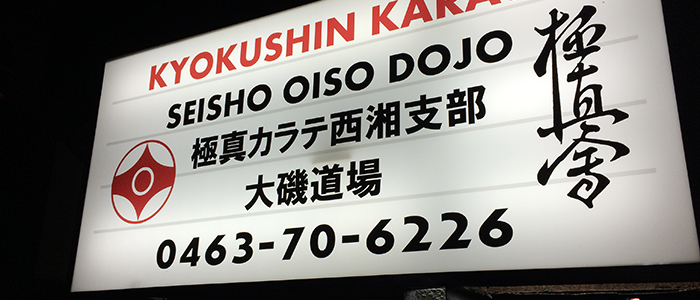 KYOKUSHIN KARA
SEISHO OISO DOJO
極真カラテ西湘支部
大磯道場
0463-70-6226
極真會